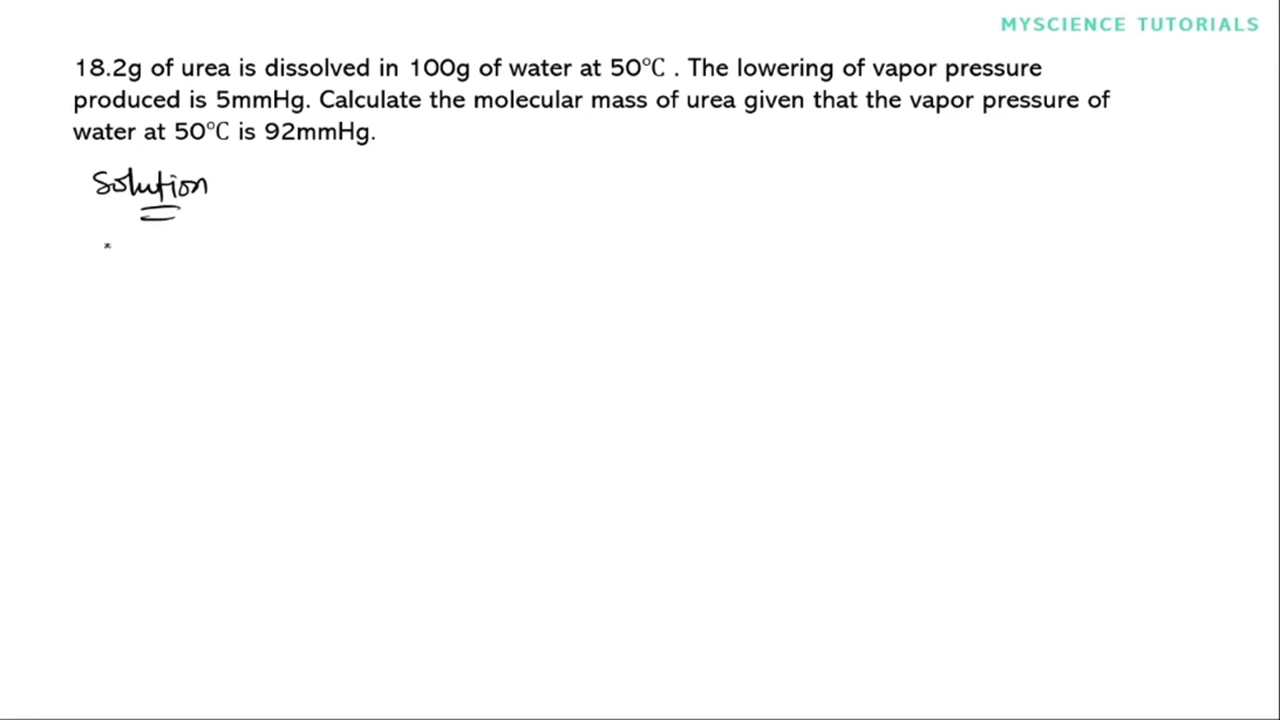 MYSCIENCE TUTORIALS
18.2g of urea is dissolved in 100g of water at 50°C . The lowering of vapor pressure
produced is 5mmHg. Calculate the molecular mass of urea given that the vapor pressure of
water at 50°C is 92mmHg.
Solution